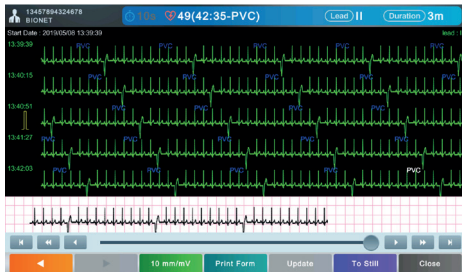 13457894324678
BIONET
10s 49(42:35-PVC)
Lead II
Duration 3m
Start Date : 2019/05/08 13:39:39
lead : I
13:39:39 PVC PVC PVC
13:40:15 PVC PVC PVC PVC
13:40:51 PVC PVC PVC PVC
13:41:27 PVC PVC PVC PVC
13:42:03 PVC PVC PVC PVC
10 mm/mV
Print Form
Update
To Still
Close